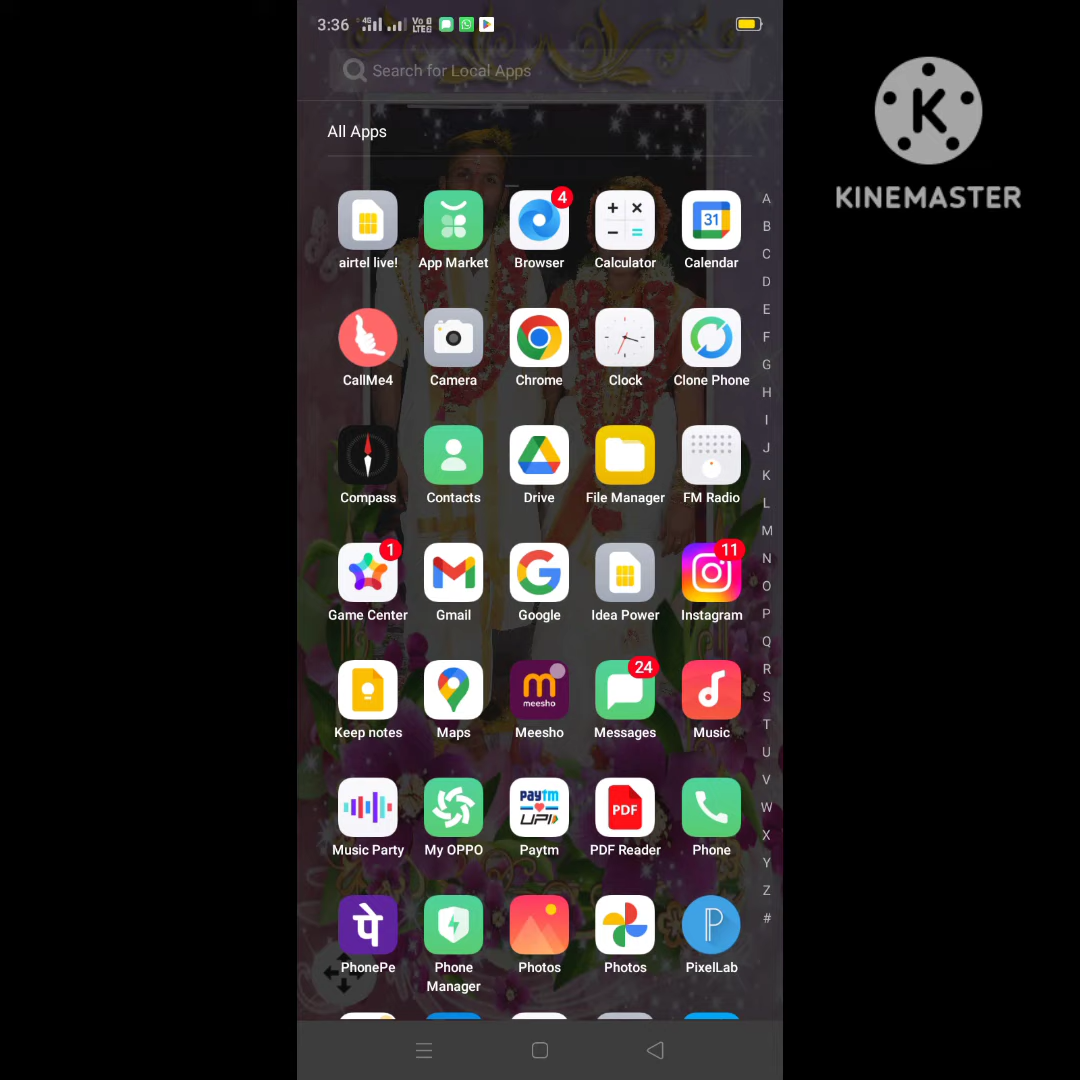 3:36 4G Vo LTE
Search for Local Apps
All Apps
K
KINEMASTER
4
31
airtel live! App Market Browser Calculator Calendar
CallMe4 Camera Chrome Clock Clone Phone
Compass Contacts Drive File Manager FM Radio
1 11
Game Center Gmail Google Idea Power Instagram
24
m
meesho
Keep notes Maps Meesho Messages Music
paytm
UPI
PDF
Music Party My OPPO Paytm PDF Reader Phone
पे P
PhonePe Phone Manager Photos Photos PixelLab
A
B
C
D
E
F
G
H
I
J
K
L
M
N
O
P
Q
R
S
T
U
V
W
X
Y
Z
#